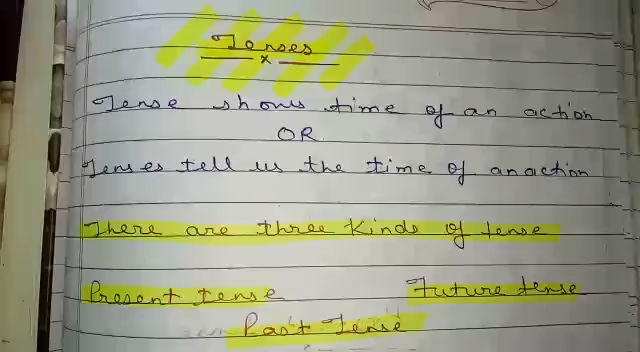 Tenses
x
Tense shows time of an action
OR
Tenses tell us the time of an action
There are three kinds of tense
Present tense Future tense
Past Tense